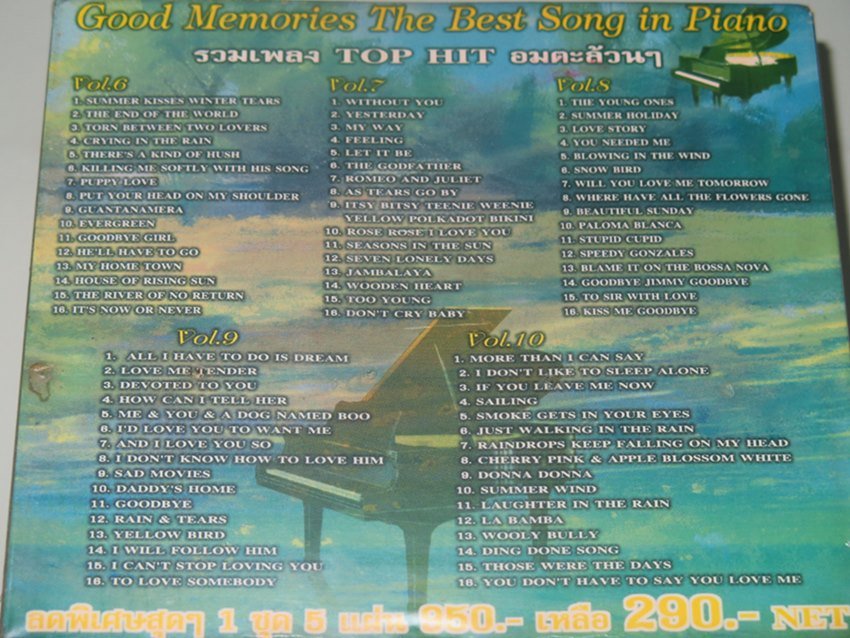 Good Memories The Best Song in Piano
รวมเพลง TOP HIT อมตะล้วนๆ
Vol.6
1. SUMMER KISSES WINTER TEARS
2. THE END OF THE WORLD
3. TORN BETWEEN TWO LOVERS
4. CRYING IN THE RAIN
5. THERE'S A KIND OF HUSH
6. KILLING ME SOFTLY WITH HIS SONG
7. PUPPY LOVE
8. PUT YOUR HEAD ON MY SHOULDER
9. GUANTANAMERA
10. EVERGREEN
11. GOODBYE GIRL
12. HE'LL HAVE TO GO
13. MY HOME TOWN
14. HOUSE OF RISING SUN
15. THE RIVER OF NO RETURN
16. IT'S NOW OR NEVER
Vol.7
1. WITHOUT YOU
2. YESTERDAY
3. MY WAY
4. FEELING
5. LET IT BE
6. THE GODFATHER
7. ROMEO AND JULIET
8. AS TEARS GO BY
9. ITSY BITSY TEENIE WEENIE
YELLOW POLKADOT BIKINI
10. ROSE ROSE I LOVE YOU
11. SEASONS IN THE SUN
12. SEVEN LONELY DAYS
13. JAMBALAYA
14. WOODEN HEART
15. TOO YOUNG
16. DON'T CRY BABY
Vol.8
1. THE YOUNG ONES
2. SUMMER HOLIDAY
3. LOVE STORY
4. YOU NEEDED ME
5. BLOWING IN THE WIND
6. SNOW BIRD
7. WILL YOU LOVE ME TOMORROW
8. WHERE HAVE ALL THE FLOWERS GONE
9. BEAUTIFUL SUNDAY
10. PALOMA BLANCA
11. STUPID CUPID
12. SPEEDY GONZALES
13. BLAME IT ON THE BOSSA NOVA
14. GOODBYE JIMMY GOODBYE
15. TO SIR WITH LOVE
16. KISS ME GOODBYE
Vol.9
1. ALL I HAVE TO DO IS DREAM
2. LOVE ME TENDER
3. DEVOTED TO YOU
4. HOW CAN I TELL HER
5. ME & YOU & A DOG NAMED BOO
6. I'D LOVE YOU TO WANT ME
7. AND I LOVE YOU SO
8. I DON'T KNOW HOW TO LOVE HIM
9. SAD MOVIES
10. DADDY'S HOME
11. GOODBYE
12. RAIN & TEARS
13. YELLOW BIRD
14. I WILL FOLLOW HIM
15. I CAN'T STOP LOVING YOU
16. TO LOVE SOMEBODY
Vol.10
1. MORE THAN I CAN SAY
2. I DON'T LIKE TO SLEEP ALONE
3. IF YOU LEAVE ME NOW
4. SAILING
5. SMOKE GETS IN YOUR EYES
6. JUST WALKING IN THE RAIN
7. RAINDROPS KEEP FALLING ON MY HEAD
8. CHERRY PINK & APPLE BLOSSOM WHITE
9. DONNA DONNA
10. SUMMER WIND
11. LAUGHTER IN THE RAIN
12. LA BAMBA
13. WOOLY BULLY
14. DING DONE SONG
15. THOSE WERE THE DAYS
16. YOU DON'T HAVE TO SAY YOU LOVE ME
ลดพิเศษสุดๆ 1 ชุด 5 แผ่น 950.- เหลือ 290.- NET